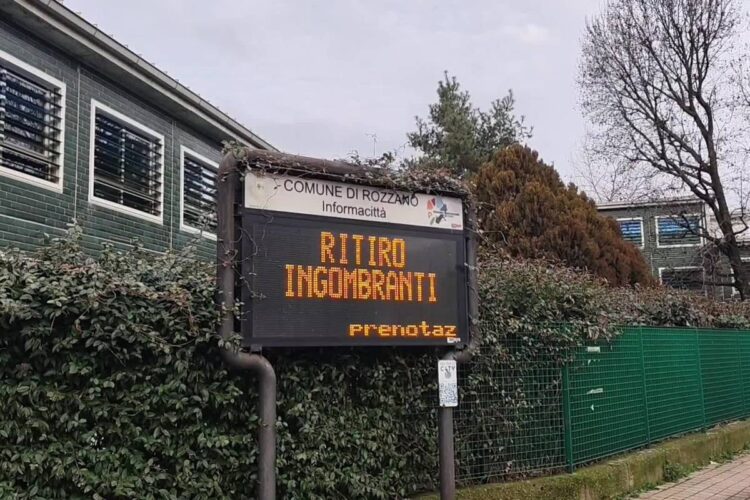 COMUNE DI ROZZANO
Informacittà
RITIRO
INGOMBRANTI
prenotaz